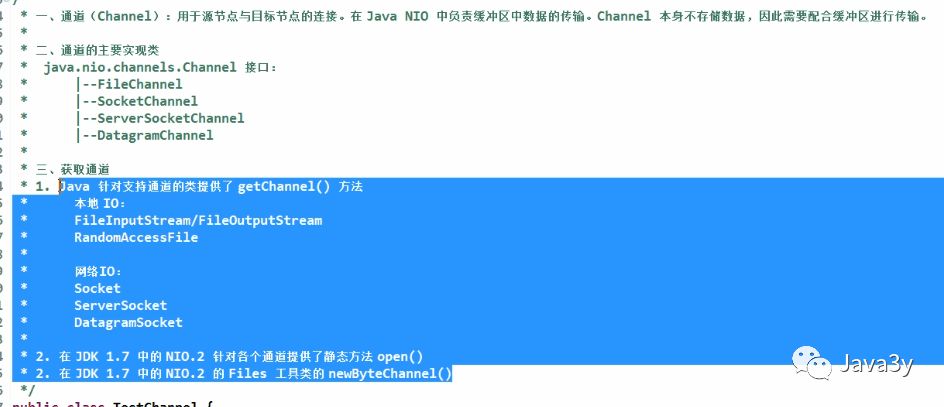 * 一、通道（Channel）：用于源节点与目标节点的连接。在 Java NIO 中负责缓冲区中数据的传输。Channel 本身不存储数据，因此需要配合缓冲区进行传输。
*
* 二、通道的主要实现类
* java.nio.channels.Channel 接口：
* |--FileChannel
* |--SocketChannel
* |--ServerSocketChannel
* |--DatagramChannel
*
* 三、获取通道
* 1. Java 针对支持通道的类提供了 getChannel() 方法
* 本地 IO：
* FileInputStream/FileOutputStream
* RandomAccessFile
*
* 网络IO：
* Socket
* ServerSocket
* DatagramSocket
*
* 2. 在 JDK 1.7 中的 NIO.2 针对各个通道提供了静态方法 open()
* 2. 在 JDK 1.7 中的 NIO.2 的 Files 工具类的 newByteChannel()
*/
public class TestChannel {
Java3y